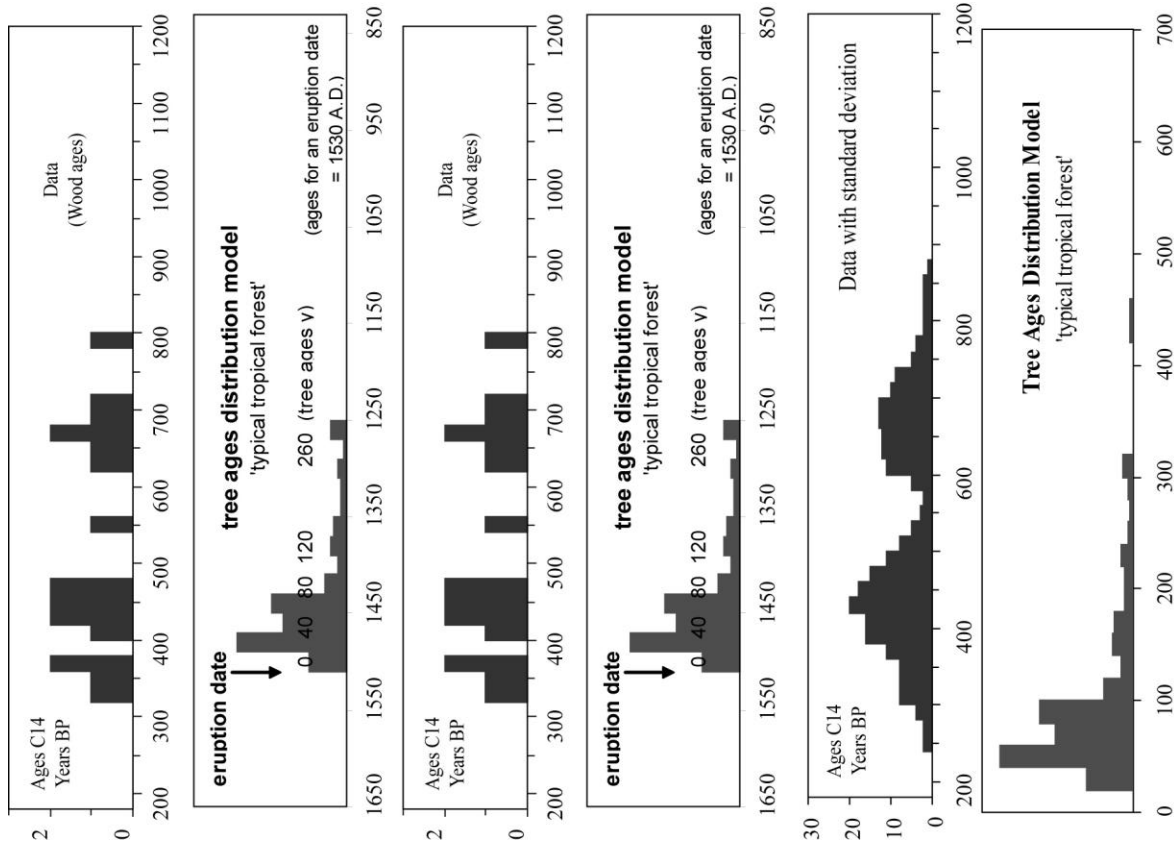 Ages C14
Years BP
Data
(Wood ages)
2
0
200 300 400 500 600 700 800 900 1000 1100 1200
eruption date
tree ages distribution model
'typical tropical forest'
0 40 80 120 260 (tree ages v)
(ages for an eruption date
= 1530 A.D.)
1650 1550 1450 1350 1250 1150 1050 950 850
Ages C14
Years BP
Data
(Wood ages)
2
0
200 300 400 500 600 700 800 900 1000 1100 1200
eruption date
tree ages distribution model
'typical tropical forest'
0 40 80 120 260 (tree ages v)
(ages for an eruption date
= 1530 A.D.)
1650 1550 1450 1350 1250 1150 1050 950 850
Ages C14
Years BP
Data with standard deviation
30
20
10
0
200 400 600 800 1000 1200
Tree Ages Distribution Model
'typical tropical forest'
0 100 200 300 400 500 600 700